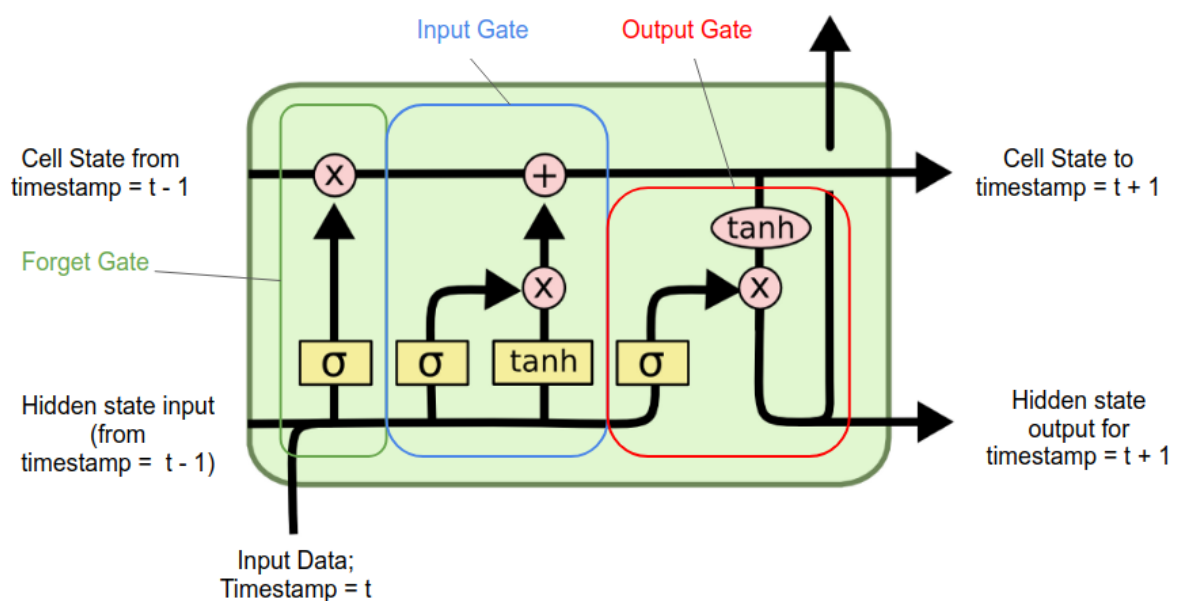 Input Gate
Output Gate
Cell State from
timestamp = t - 1
x
+
Cell State to
timestamp = t + 1
tanh
Forget Gate
x
x
σ
σ
tanh
σ
Hidden state input
(from
timestamp = t - 1)
Hidden state
output for
timestamp = t + 1
Input Data;
Timestamp = t